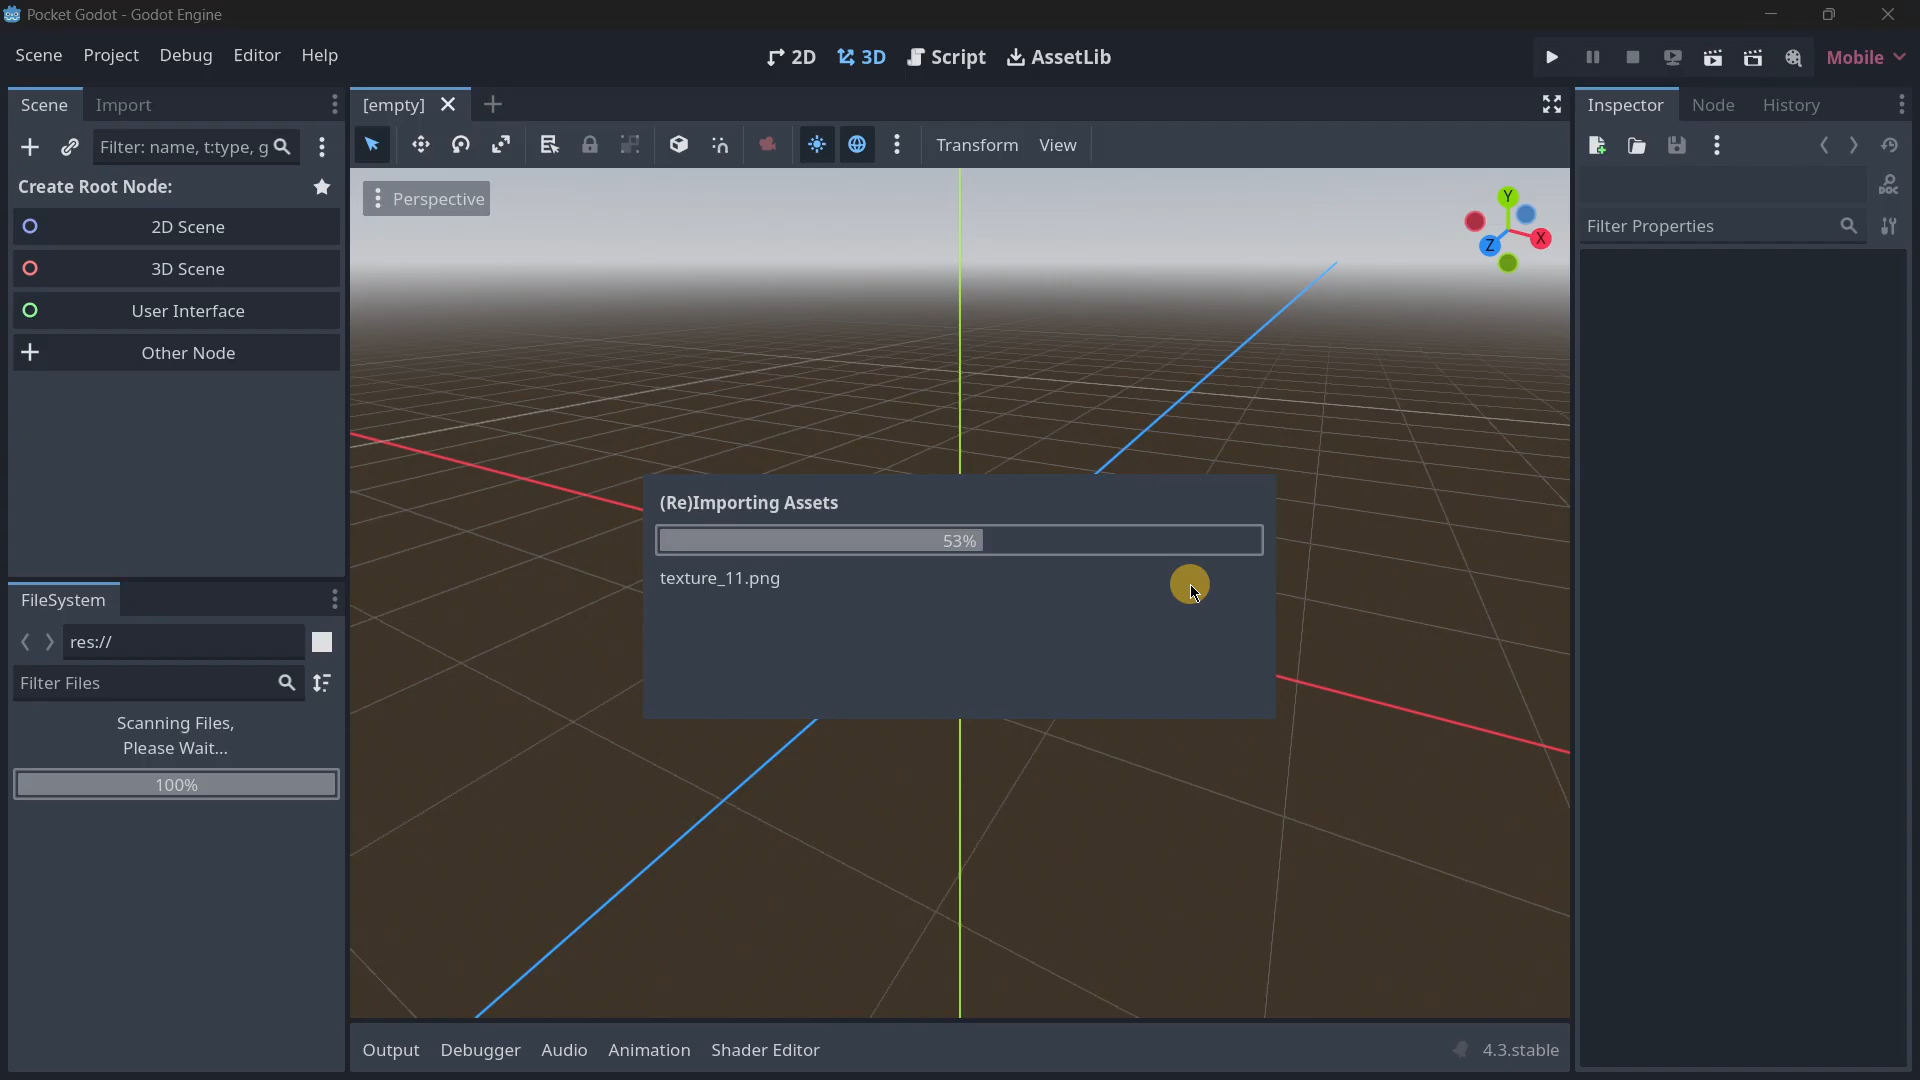 Pocket Godot - Godot Engine
Scene Project Debug Editor Help
2D 3D Script AssetLib
Mobile
Scene Import
[empty]
Inspector Node History
Filter: name, t:type, g
Transform View
Create Root Node:
Perspective
DOC
2D Scene
Filter Properties
3D Scene
User Interface
Other Node
Y
X
Z
(Re)Importing Assets
53%
texture_11.png
FileSystem
res://
Filter Files
Scanning Files,
Please Wait...
100%
Output Debugger Audio Animation Shader Editor
4.3.stable